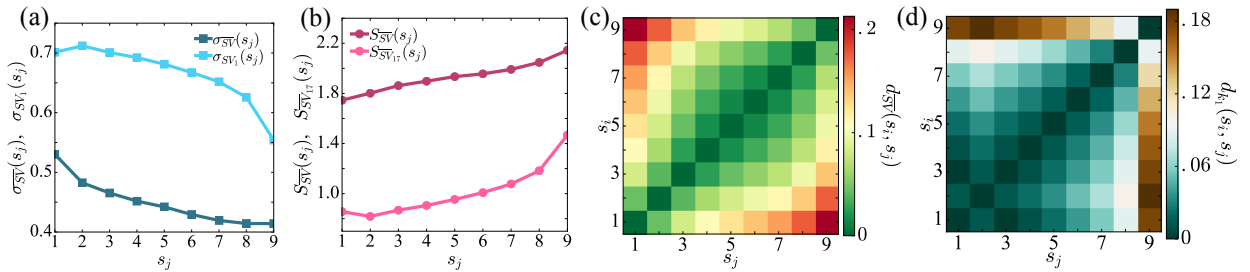 (a)
σ_{\overline{SV}}(s_j), σ_{SV_1}(s_j)
0.7
0.6
0.5
0.4
σ_{\overline{SV}}(s_j)
σ_{SV_1}(s_j)
1 2 3 4 5 6 7 8 9
s_j
(b)
S_{\overline{SV}}(s_j), S_{\overline{SV}_{17}}(s_j)
2.2
1.8
1.4
1.0
S_{\overline{SV}}(s_j)
S_{\overline{SV}_{17}}(s_j)
1 2 3 4 5 6 7 8 9
s_j
(c)
s_i
9
7
5
3
1
1 3 5 7 9
s_j
.2
.1
0
d_{\overline{SV}}(s_i, s_j)
(d)
s_i
9
7
5
3
1
1 3 5 7 9
s_j
.18
.12
.06
0
d_{k_1}(s_i, s_j)